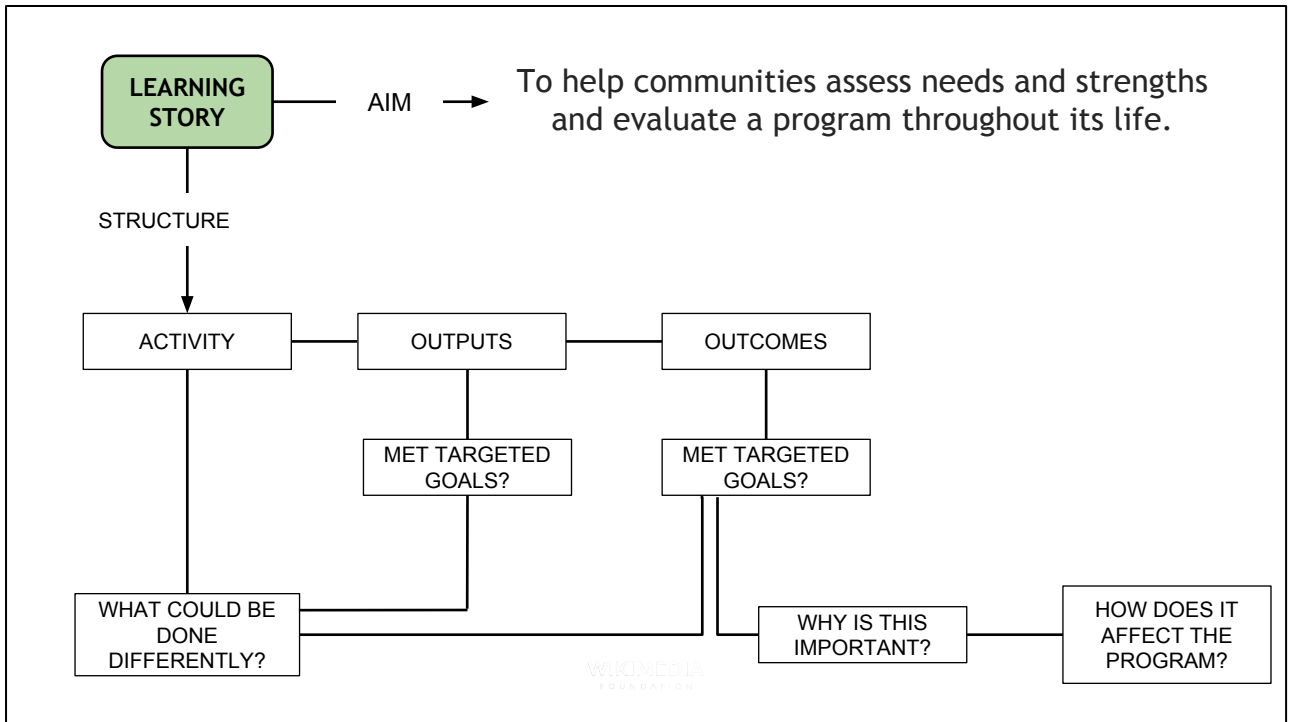 LEARNING
STORY
AIM
To help communities assess needs and strengths
and evaluate a program throughout its life.
STRUCTURE
ACTIVITY
OUTPUTS
OUTCOMES
MET TARGETED
GOALS?
MET TARGETED
GOALS?
WHAT COULD BE
DONE
DIFFERENTLY?
WHY IS THIS
IMPORTANT?
HOW DOES IT
AFFECT THE
PROGRAM?
WIKIMEDIA
FOUNDATION